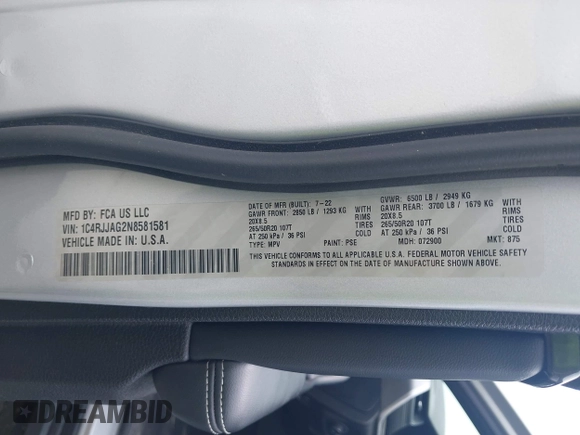 MFD BY: FCA US LLC
VIN: 1C4RJJAG2N8581581
VEHICLE MADE IN: U.S.A.
DATE OF MFR (BUILT): 7-22
GAWR FRONT: 2850 LB / 1293 KG
20X8.5 RIMS
265/50R20 107T TIRES
AT 250 kPa / 36 PSI COLD
TYPE: MPV PAINT: PSE
GVWR: 6500 LB / 2949 KG
GAWR REAR: 3700 LB / 1679 KG
20X8.5 RIMS
265/50R20 107T TIRES
AT 250 kPa / 36 PSI COLD
MDH: 072900 MKT: 875
THIS VEHICLE CONFORMS TO ALL APPLICABLE U.S.A. FEDERAL MOTOR VEHICLE SAFETY
STANDARDS IN EFFECT ON THE DATE OF MANUFACTURE SHOWN ABOVE.
DREAMBID